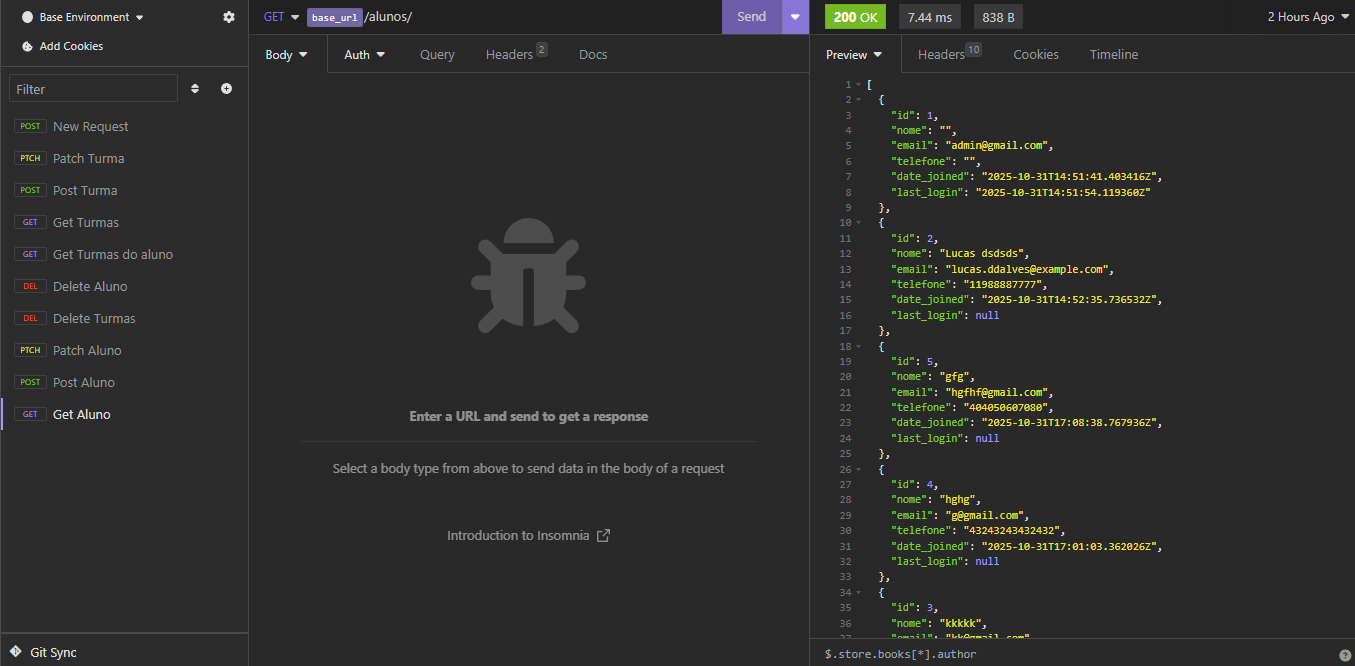 Base Environment
Add Cookies
Filter
POST New Request
PTCH Patch Turma
POST Post Turma
GET Get Turmas
GET Get Turmas do aluno
DEL Delete Aluno
DEL Delete Turmas
PTCH Patch Aluno
POST Post Aluno
GET Get Aluno
Git Sync
GET base_url /alunos/ Send
Body Auth Query Headers 2 Docs
Enter a URL and send to get a response
Select a body type from above to send data in the body of a request
Introduction to Insomnia
200 OK 7.44 ms 838 B 2 Hours Ago
Preview Headers 10 Cookies Timeline
1 [
2 {
3 "id": 1,
4 "nome": "",
5 "email": "admin@gmail.com",
6 "telefone": "",
7 "date_joined": "2025-10-31T14:51:41.403416Z",
8 "last_login": "2025-10-31T14:51:54.119360Z"
9 },
10 {
11 "id": 2,
12 "nome": "Lucas dsdsds",
13 "email": "lucas.ddalves@example.com",
14 "telefone": "11988887777",
15 "date_joined": "2025-10-31T14:52:35.736532Z",
16 "last_login": null
17 },
18 {
19 "id": 5,
20 "nome": "gfg",
21 "email": "hgfhf@gmail.com",
22 "telefone": "404050607080",
23 "date_joined": "2025-10-31T17:08:38.767936Z",
24 "last_login": null
25 },
26 {
27 "id": 4,
28 "nome": "hghg",
29 "email": "g@gmail.com",
30 "telefone": "43243243432432",
31 "date_joined": "2025-10-31T17:01:03.362026Z",
32 "last_login": null
33 },
34 {
35 "id": 3,
36 "nome": "kkkkk",
37 "email": "kk@gmail.com"
$.store.books[*].author